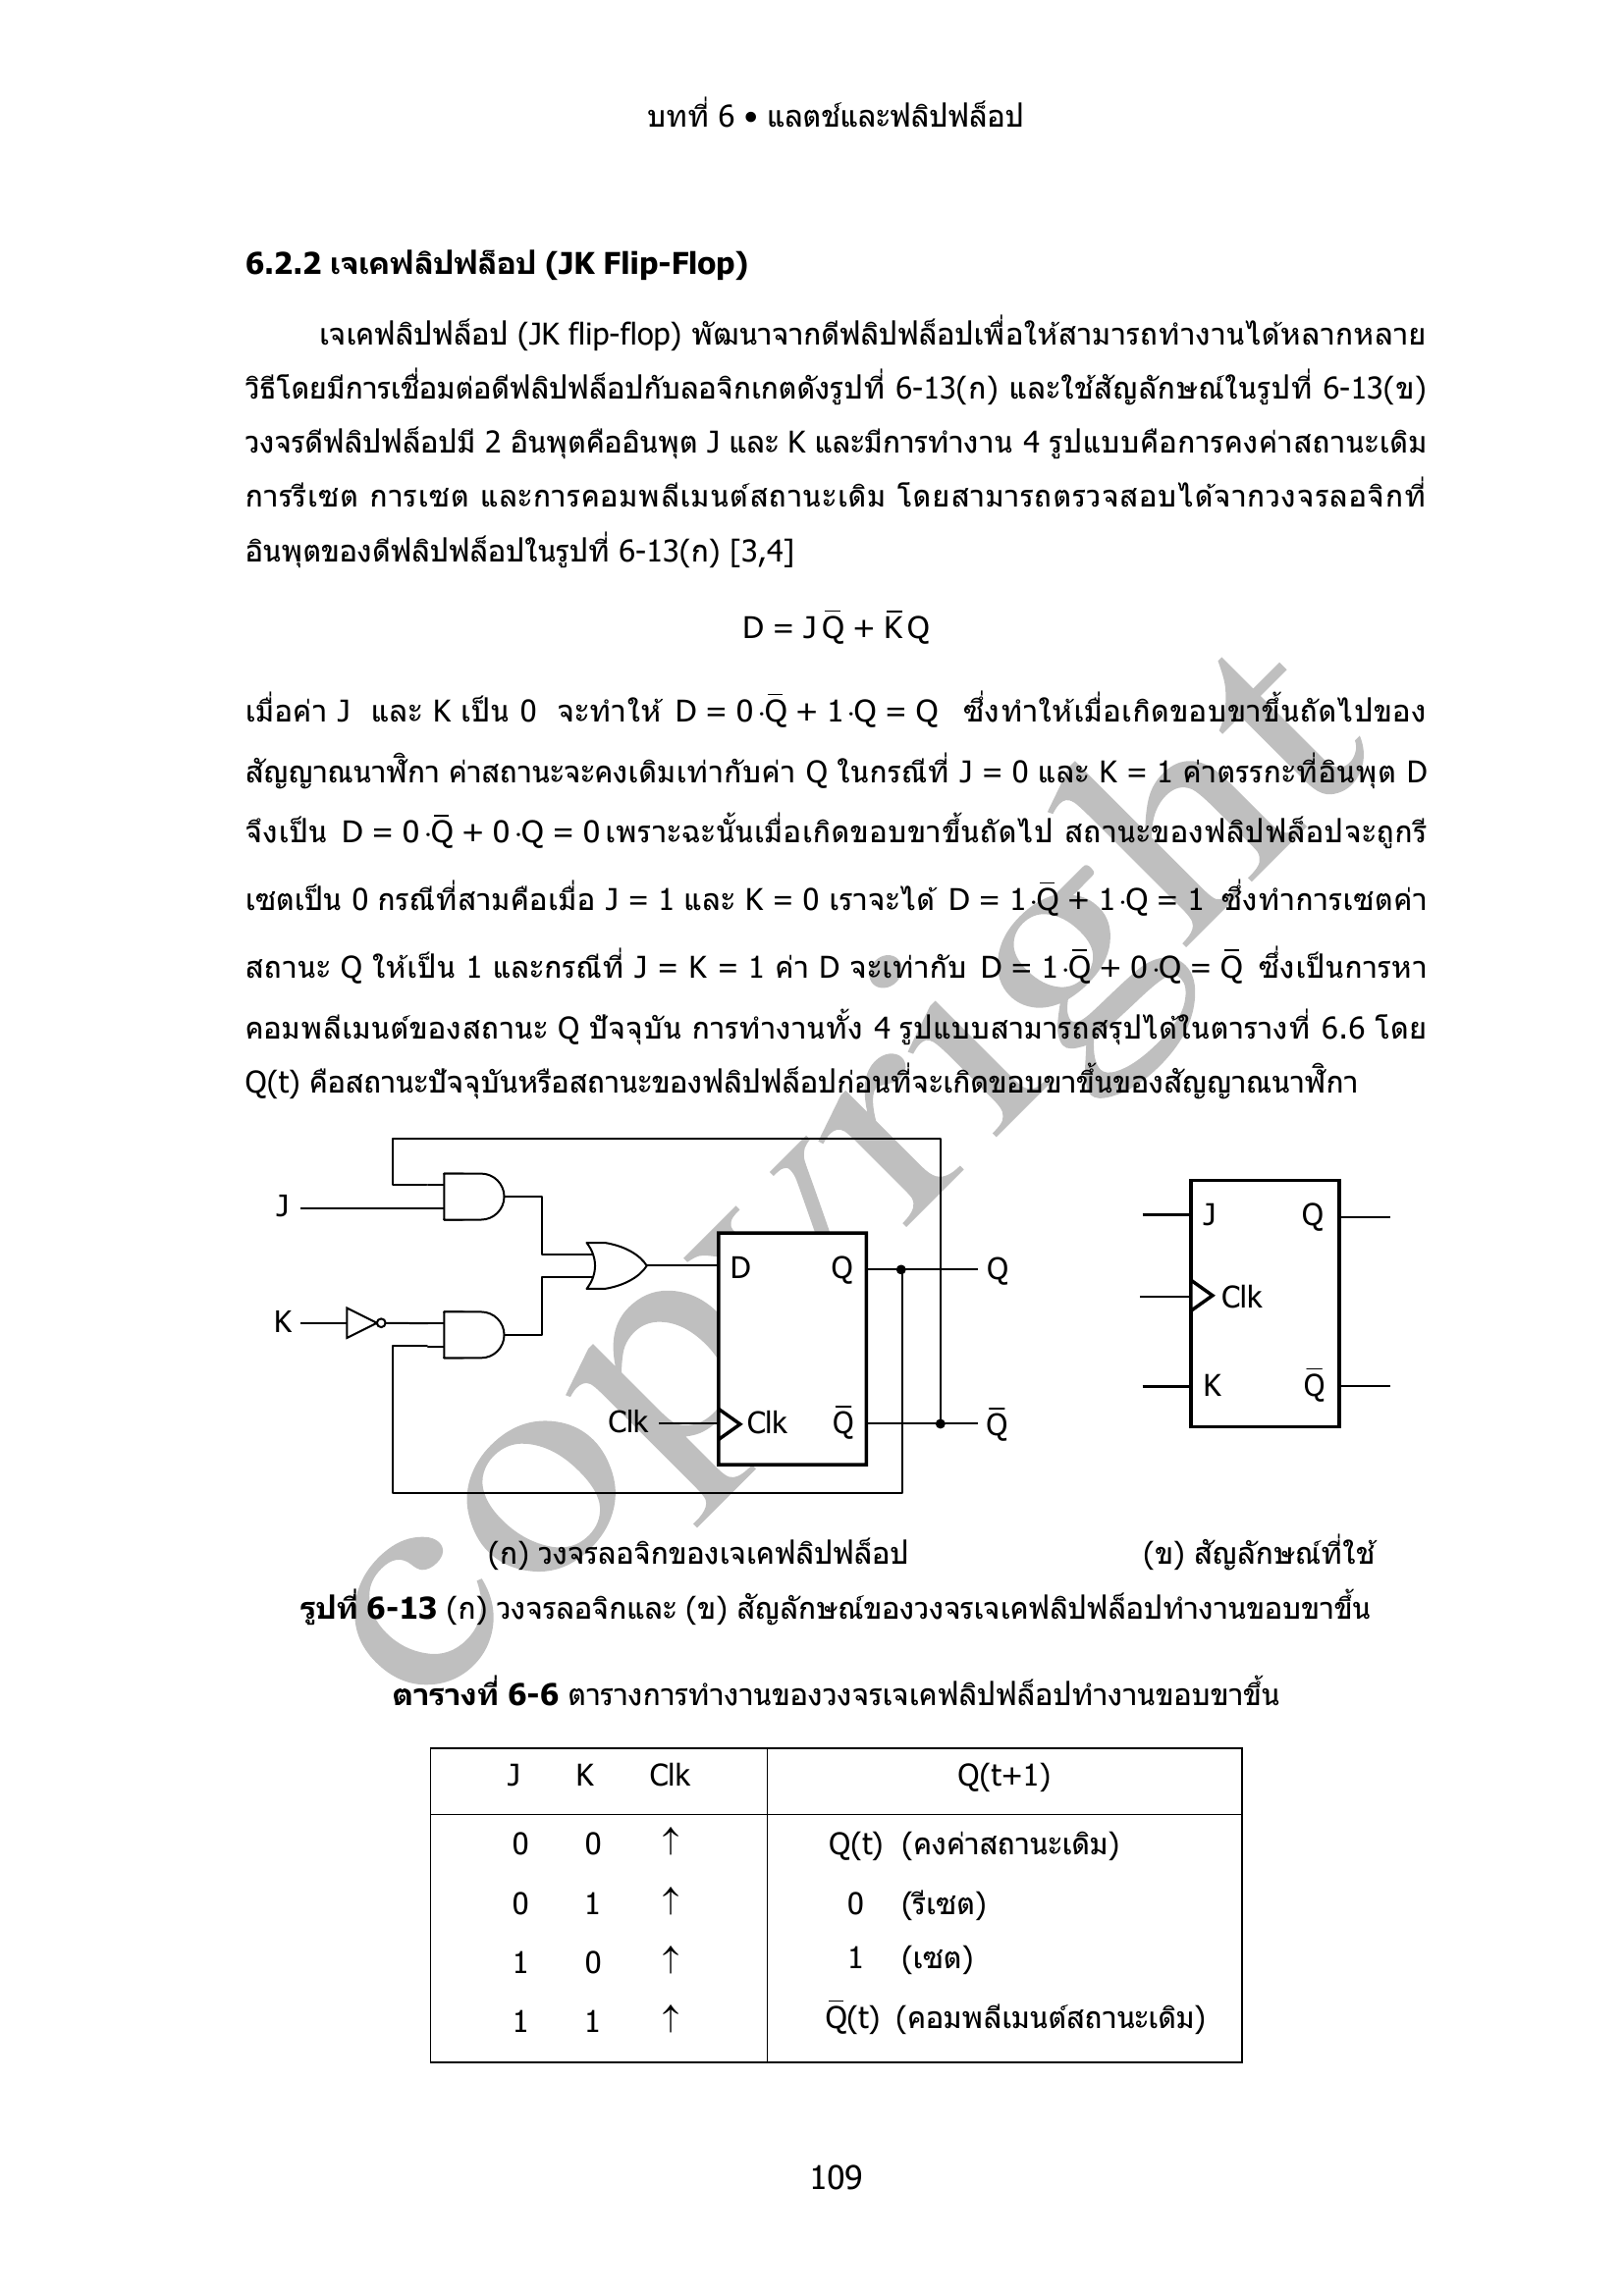 บทที่ 6 • แลตช์และฟลิปฟล็อป
6.2.2 เจเคฟลิปฟล็อป (JK Flip-Flop)
เจเคฟลิปฟล็อป (JK flip-flop) พัฒนาจากดีฟลิปฟล็อปเพื่อให้สามารถทำงานได้หลากหลาย
วิธีโดยมีการเชื่อมต่อดีฟลิปฟล็อปกับลอจิกเกตดังรูปที่ 6-13(ก) และใช้สัญลักษณ์ในรูปที่ 6-13(ข)
วงจรดีฟลิปฟล็อปมี 2 อินพุตคืออินพุต J และ K และมีการทำงาน 4 รูปแบบคือการคงค่าสถานะเดิม
การรีเซต การเซต และการคอมพลีเมนต์สถานะเดิม โดยสามารถตรวจสอบได้จากวงจรลอจิกที่
อินพุตของดีฟลิปฟล็อปในรูปที่ 6-13(ก) [3,4]
D = J Q̅ + K̅ Q
เมื่อค่า J และ K เป็น 0 จะทำให้ D = 0·Q̅ + 1·Q = Q ซึ่งทำให้เมื่อเกิดขอบขาขึ้นถัดไปของ
สัญญาณนาฬิกา ค่าสถานะจะคงเดิมเท่ากับค่า Q ในกรณีที่ J = 0 และ K = 1 ค่าตรรกะที่อินพุต D
จึงเป็น D = 0·Q̅ + 0·Q = 0 เพราะฉะนั้นเมื่อเกิดขอบขาขึ้นถัดไป สถานะของฟลิปฟล็อปจะถูกรี
เซตเป็น 0 กรณีที่สามคือเมื่อ J = 1 และ K = 0 เราจะได้ D = 1·Q̅ + 1·Q = 1 ซึ่งทำการเซตค่า
สถานะ Q ให้เป็น 1 และกรณีที่ J = K = 1 ค่า D จะเท่ากับ D = 1·Q̅ + 0·Q = Q̅ ซึ่งเป็นการหา
คอมพลีเมนต์ของสถานะ Q ปัจจุบัน การทำงานทั้ง 4 รูปแบบสามารถสรุปได้ในตารางที่ 6.6 โดย
Q(t) คือสถานะปัจจุบันหรือสถานะของฟลิปฟล็อปก่อนที่จะเกิดขอบขาขึ้นของสัญญาณนาฬิกา
copyright
J
K
D Q
Q
Clk
Clk Q̅
Q̅
J Q
Clk
K Q̅
(ก) วงจรลอจิกของเจเคฟลิปฟล็อป (ข) สัญลักษณ์ที่ใช้
รูปที่ 6-13 (ก) วงจรลอจิกและ (ข) สัญลักษณ์ของวงจรเจเคฟลิปฟล็อปทำงานขอบขาขึ้น
ตารางที่ 6-6 ตารางการทำงานของวงจรเจเคฟลิปฟล็อปทำงานขอบขาขึ้น
J K Clk Q(t+1)
0 0 ↑ Q(t) (คงค่าสถานะเดิม)
0 1 ↑ 0 (รีเซต)
1 0 ↑ 1 (เซต)
1 1 ↑ Q̅(t) (คอมพลีเมนต์สถานะเดิม)
109